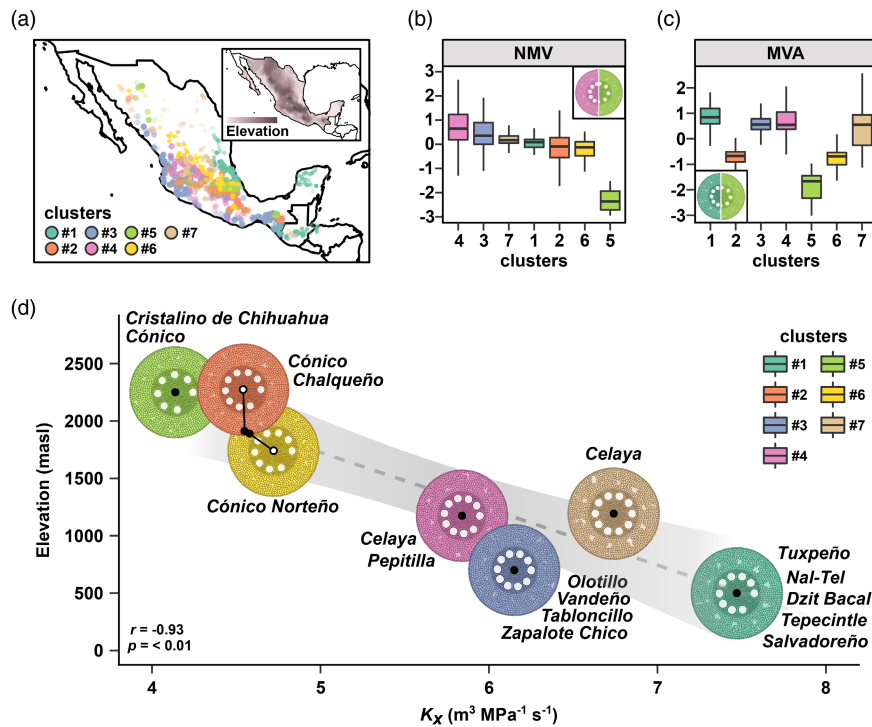 (a)
Elevation
clusters
#1 #3 #5 #7
#2 #4 #6
(b)
NMV
3
2
1
0
-1
-2
-3
4 3 7 1 2 6 5
clusters
(c)
MVA
3
2
1
0
-1
-2
-3
1 2 3 4 5 6 7
clusters
(d)
Cristalino de Chihuahua
Cónico
Cónico
Chalqueño
Cónico Norteño
Celaya
Pepitilla
Celaya
Olotillo
Vandeño
Tabloncillo
Zapalote Chico
Tuxpeño
Nal-Tel
Dzit Bacal
Tepecintle
Salvadoreño
clusters
#1 #5
#2 #6
#3 #7
#4
Elevation (masl)
2500
2000
1500
1000
500
0
r = -0.93
p = < 0.01
4 5 6 7 8
Kx (m³ MPa⁻¹ s⁻¹)